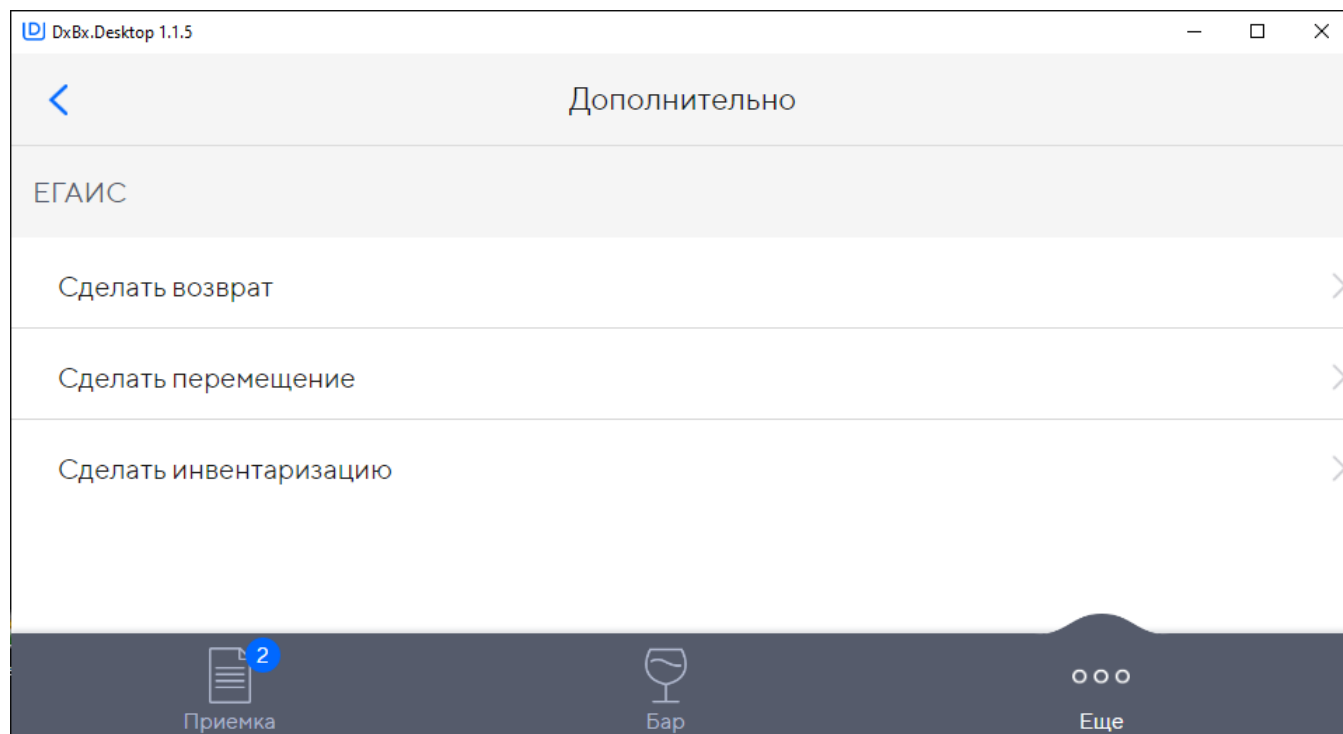 DxBx.Desktop 1.1.5
Дополнительно
ЕГАИС
Сделать возврат
Сделать перемещение
Сделать инвентаризацию
2
Приемка
Бар
Еще